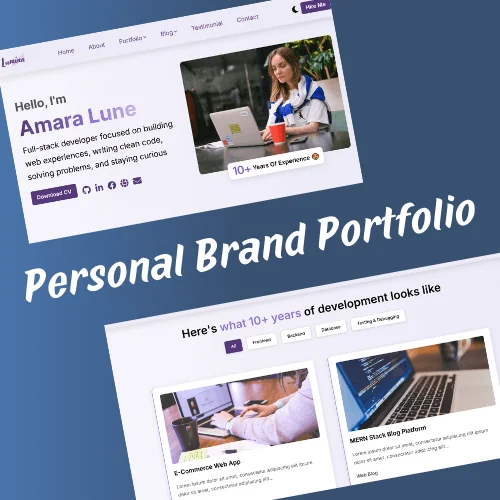 Lumina
Home
About
Portfolio
Blog
Testimonial
Contact
Hire Me
Hello, I'm
Amara Lune
Full-stack developer focused on building
web experiences, writing clean code,
solving problems, and staying curious
Download CV
10+ Years Of Experience
Personal Brand Portfolio
Here's what 10+ years of development looks like
All
Frontend
Backend
Database
Testing & Debugging
E-Commerce Web App
Lorem ipsum dolor sit amet, consectetur adipiscing elit ipsum
dolor sit amet, consectetur adipiscing elit...
MERN Stack Blog Platform
Lorem ipsum dolor sit amet, consectetur adipiscing elit ipsum
dolor sit amet, consectetur adipiscing elit...
Web Blog